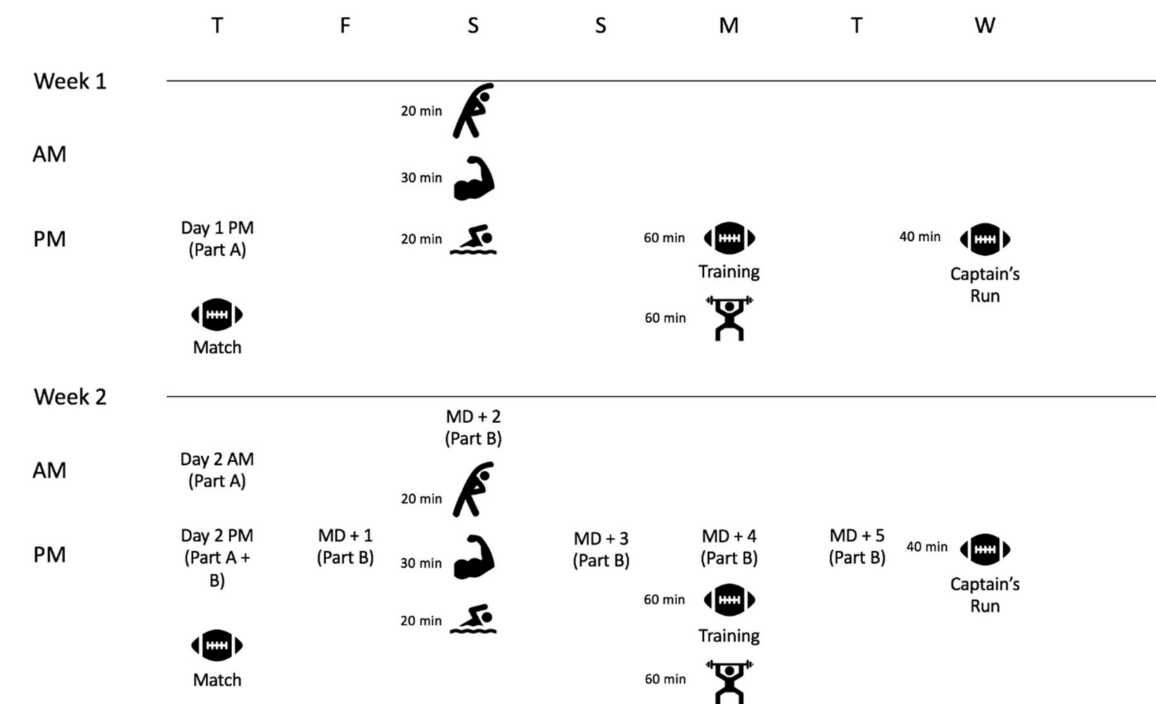 T F S S M T W
Week 1
20 min
AM
30 min
PM
Day 1 PM
(Part A)
20 min
60 min
40 min
Training
Captain's
Run
60 min
Match
Week 2
MD + 2
(Part B)
AM
Day 2 AM
(Part A)
20 min
PM
Day 2 PM
(Part A +
B)
MD + 1
(Part B)
30 min
MD + 3
(Part B)
MD + 4
(Part B)
MD + 5
(Part B)
40 min
Captain's
Run
20 min
60 min
Training
Match
60 min